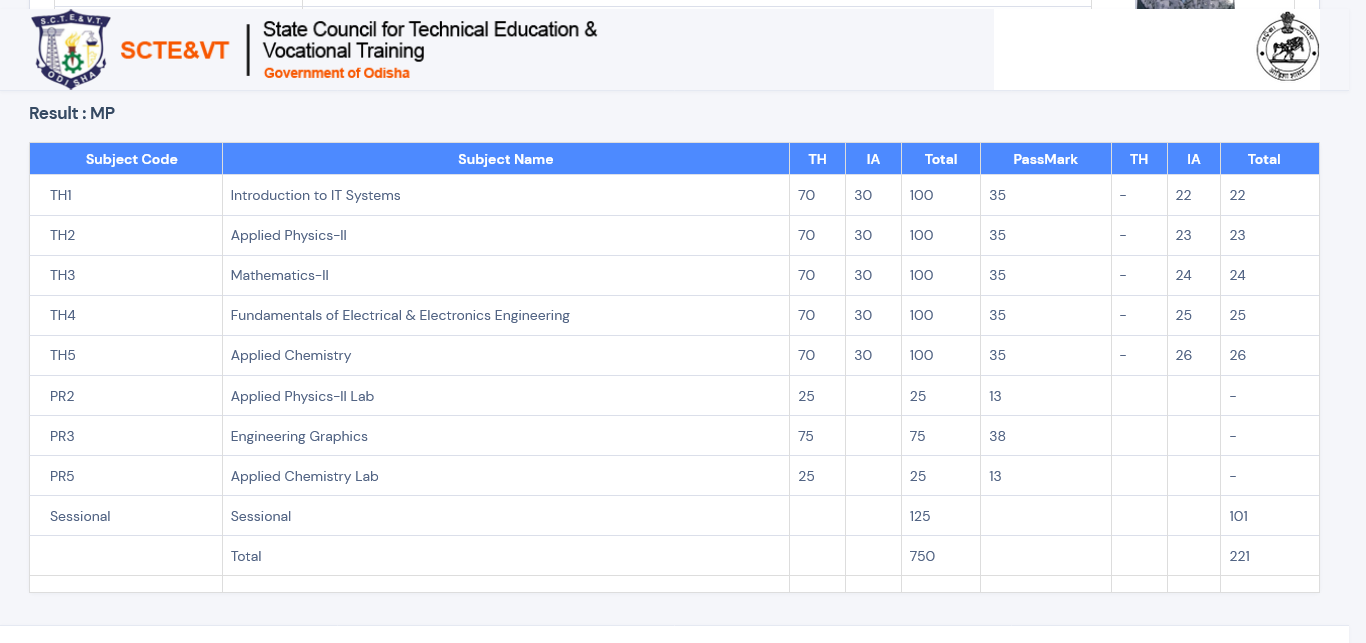 S.C.T.E.&V.T.
ODISHA
SCTE&VT
State Council for Technical Education &
Vocational Training
Government of Odisha
Result : MP
Subject Code Subject Name TH IA Total PassMark TH IA Total
TH1 Introduction to IT Systems 70 30 100 35 - 22 22
TH2 Applied Physics-II 70 30 100 35 - 23 23
TH3 Mathematics-II 70 30 100 35 - 24 24
TH4 Fundamentals of Electrical & Electronics Engineering 70 30 100 35 - 25 25
TH5 Applied Chemistry 70 30 100 35 - 26 26
PR2 Applied Physics-II Lab 25 25 13 -
PR3 Engineering Graphics 75 75 38 -
PR5 Applied Chemistry Lab 25 25 13 -
Sessional Sessional 125 101
Total 750 221